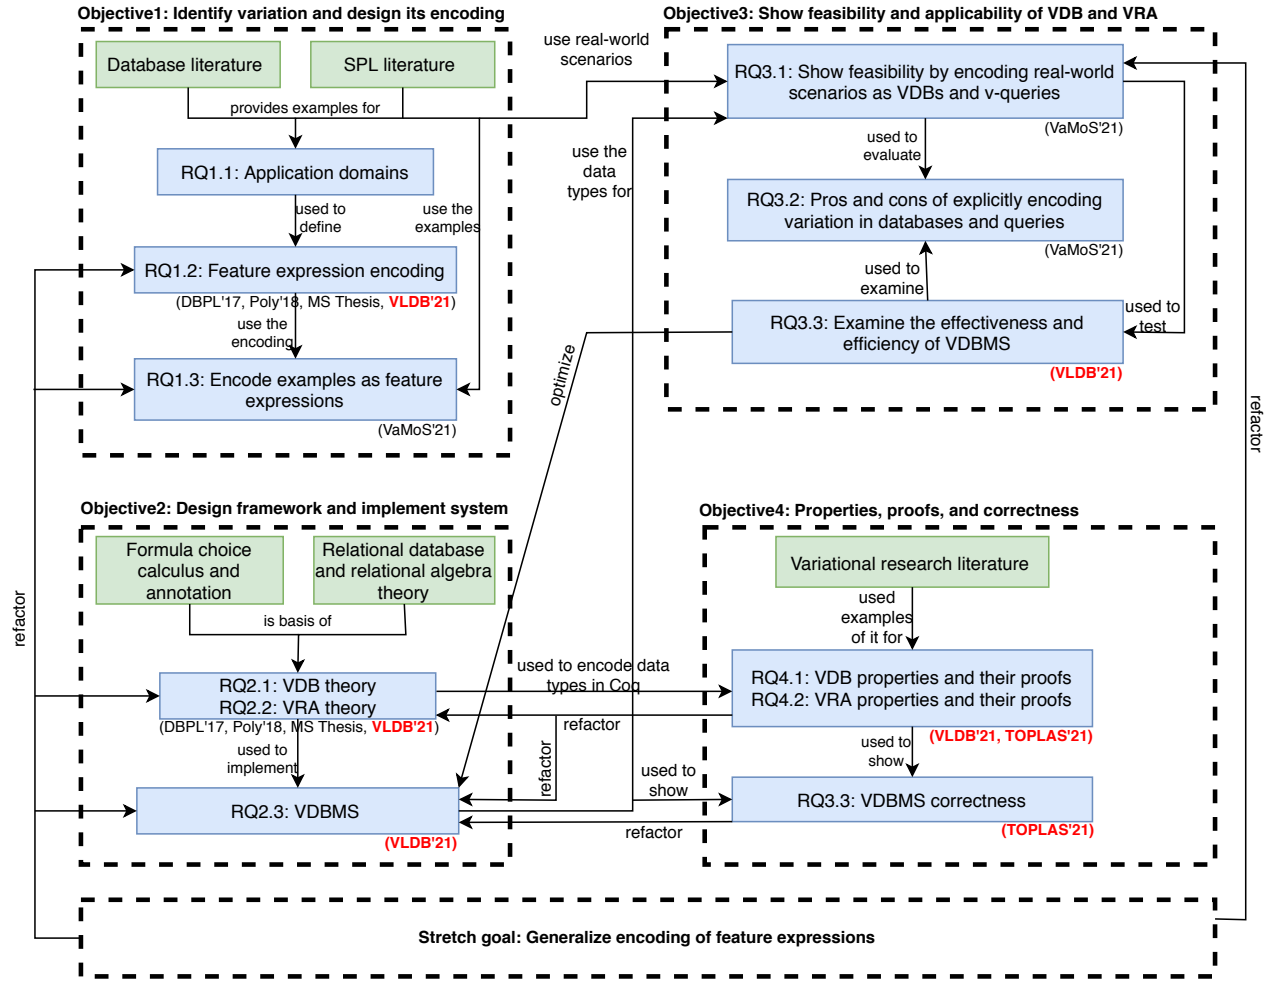 Objective1: Identify variation and design its encoding
Database literature
SPL literature
provides examples for
RQ1.1: Application domains
used to
define
use the
examples
RQ1.2: Feature expression encoding
(DBPL'17, Poly'18, MS Thesis, VLDB'21)
use the
encoding
RQ1.3: Encode examples as feature
expressions
(VaMoS'21)
use real-world
scenarios
Objective3: Show feasibility and applicability of VDB and VRA
RQ3.1: Show feasibility by encoding real-world
scenarios as VDBs and v-queries
(VaMoS'21)
used to
evaluate
use the
data
types for
RQ3.2: Pros and cons of explicitly encoding
variation in databases and queries
(VaMoS'21)
used to
examine
used to
test
RQ3.3: Examine the effectiveness and
efficiency of VDBMS
(VLDB'21)
optimize
refactor
Objective2: Design framework and implement system
Formula choice
calculus and
annotation
Relational database
and relational algebra
theory
is basis of
RQ2.1: VDB theory
RQ2.2: VRA theory
(DBPL'17, Poly'18, MS Thesis, VLDB'21)
used to
implement
RQ2.3: VDBMS
(VLDB'21)
refactor
used to encode data
types in Coq
refactor
refactor
used to
show
refactor
Objective4: Properties, proofs, and correctness
Variational research literature
used
examples
of it for
RQ4.1: VDB properties and their proofs
RQ4.2: VRA properties and their proofs
(VLDB'21, TOPLAS'21)
used to
show
RQ3.3: VDBMS correctness
(TOPLAS'21)
Stretch goal: Generalize encoding of feature expressions